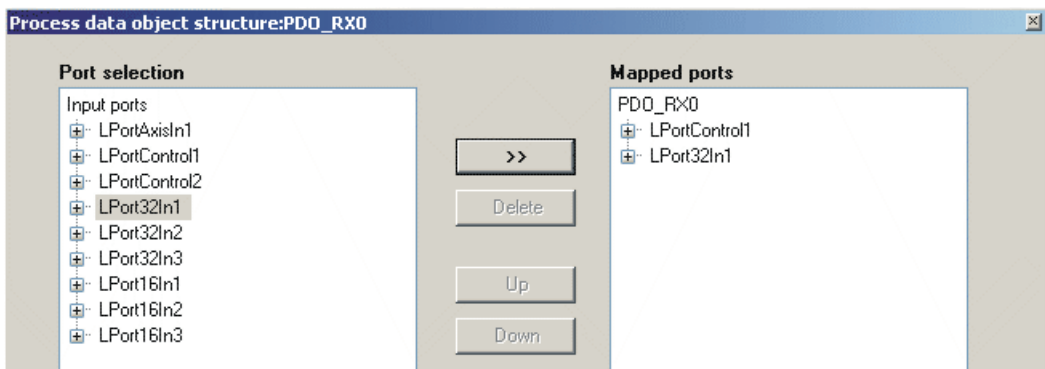 Process data object structure:PDO_RX0
Port selection
Input ports
LPortAxisIn1
LPortControl1
LPortControl2
LPort32In1
LPort32In2
LPort32In3
LPort16In1
LPort16In2
LPort16In3
>>
Delete
Up
Down
Mapped ports
PDO_RX0
LPortControl1
LPort32In1